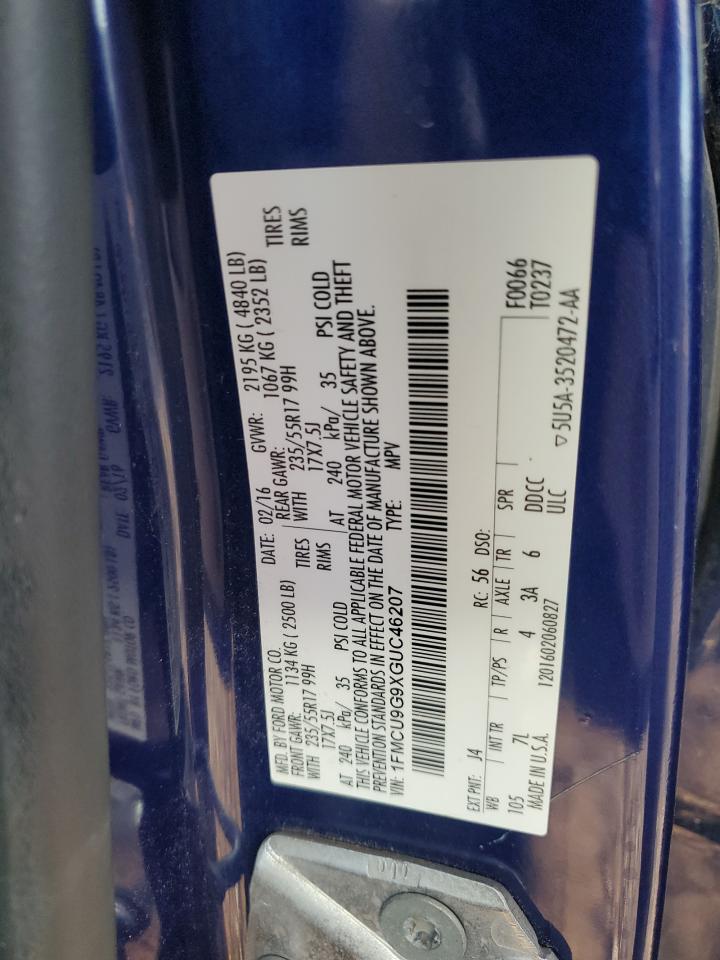 MFD. BY FORD MOTOR CO. DATE: 02/16 GVWR: 2195 KG ( 4840 LB)
FRONT GAWR: 1134 KG ( 2500 LB) REAR GAWR: 1067 KG ( 2352 LB)
WITH 235/55R17 99H TIRES WITH 235/55R17 99H TIRES
17X7.5J RIMS 17X7.5J RIMS
AT 240 kPa/ 35 PSI COLD AT 240 kPa/ 35 PSI COLD
THIS VEHICLE CONFORMS TO ALL APPLICABLE FEDERAL MOTOR VEHICLE SAFETY AND THEFT
PREVENTION STANDARDS IN EFFECT ON THE DATE OF MANUFACTURE SHOWN ABOVE.
VIN: 1FMCU9G9XGUC46207 TYPE: MPV
EXT PNT: J4 RC: 56 DSO:
WB INT TR TP/PS R AXLE TR SPR F0066
105 7L 4 3A 6 DDCC T0237
MADE IN U.S.A. 1201602060827 ULC ▽5U5A-3520472-AA